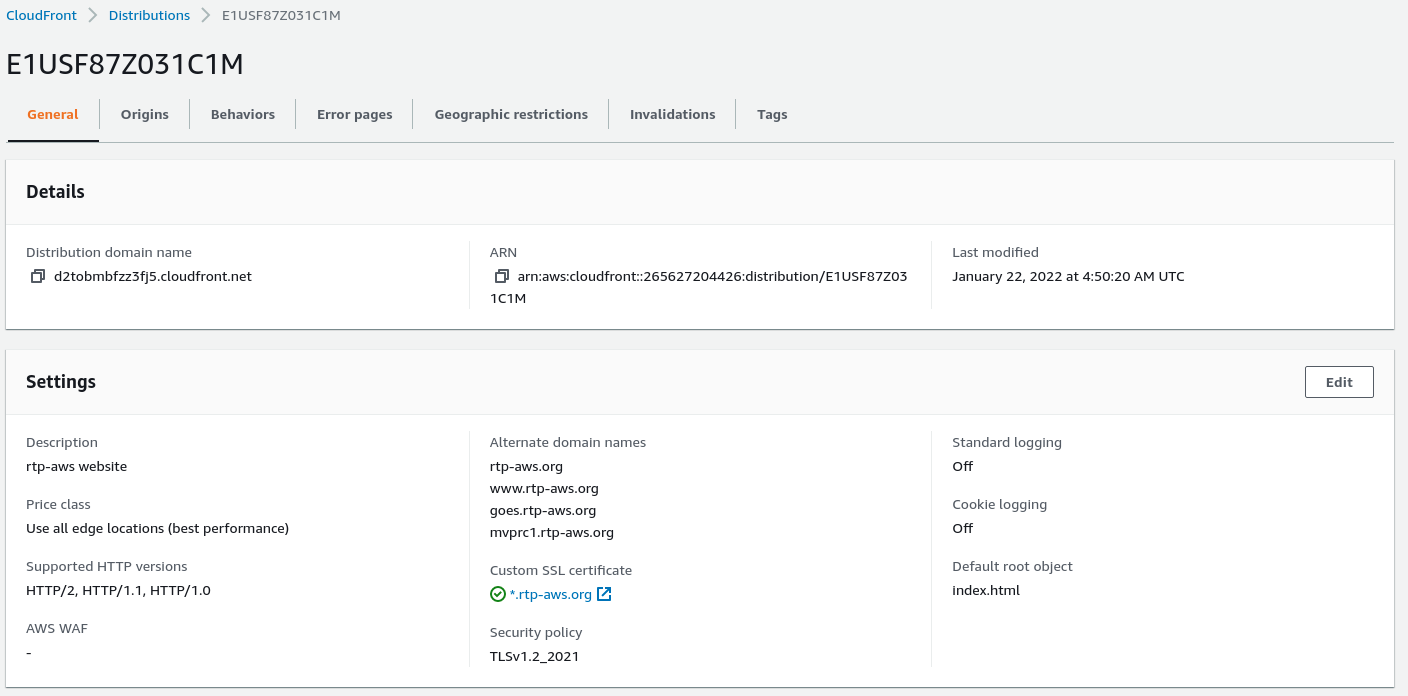 CloudFront Distributions E1USF87Z031C1M
E1USF87Z031C1M
General Origins Behaviors Error pages Geographic restrictions Invalidations Tags
Details
Distribution domain name
d2tobmbfzz3fj5.cloudfront.net
ARN
arn:aws:cloudfront::265627204426:distribution/E1USF87Z03
1C1M
Last modified
January 22, 2022 at 4:50:20 AM UTC
Settings
Edit
Description
rtp-aws website
Price class
Use all edge locations (best performance)
Supported HTTP versions
HTTP/2, HTTP/1.1, HTTP/1.0
AWS WAF
-
Alternate domain names
rtp-aws.org
www.rtp-aws.org
goes.rtp-aws.org
mvprc1.rtp-aws.org
Custom SSL certificate
*.rtp-aws.org
Security policy
TLSv1.2_2021
Standard logging
Off
Cookie logging
Off
Default root object
index.html